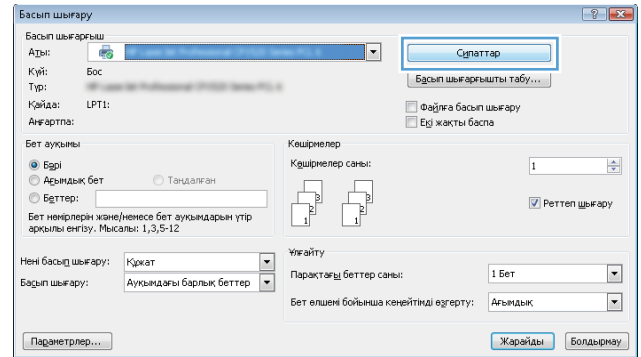 Басып шығару
Басып шығарғыш
Аты:
Сипаттар
Күй: Бос
Басып шығарғышты табу...
Түр:
Қайда: LPT1:
Файлға басып шығару
Аңғартпа:
Екі жақты баспа
Бет ауқымы
Көшірмелер
Бәрі
Көшірмелер саны: 1
Ағымдық бет Таңдалған
Беттер:
Реттеп шығару
Бет нөмірлерін және/немесе бет ауқымдарын үтір
арқылы енгізу. Мысалы: 1,3,5-12
Нені басып шығару: Құжат
Басып шығару: Ауқымдағы барлық беттер
Ұлғайту
Парақтағы беттер саны: 1 Бет
Бет өлшемі бойынша кеңейтімді өзгерту: Ағымдық
Параметрлер...
Жарайды Болдырмау